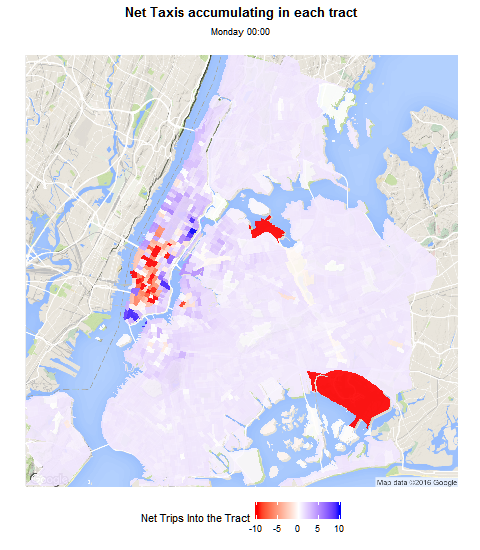 Net Taxis accumulating in each tract
Monday 00:00
Map data ©2016 Google
Net Trips Into the Tract
-10 -5 0 5 10